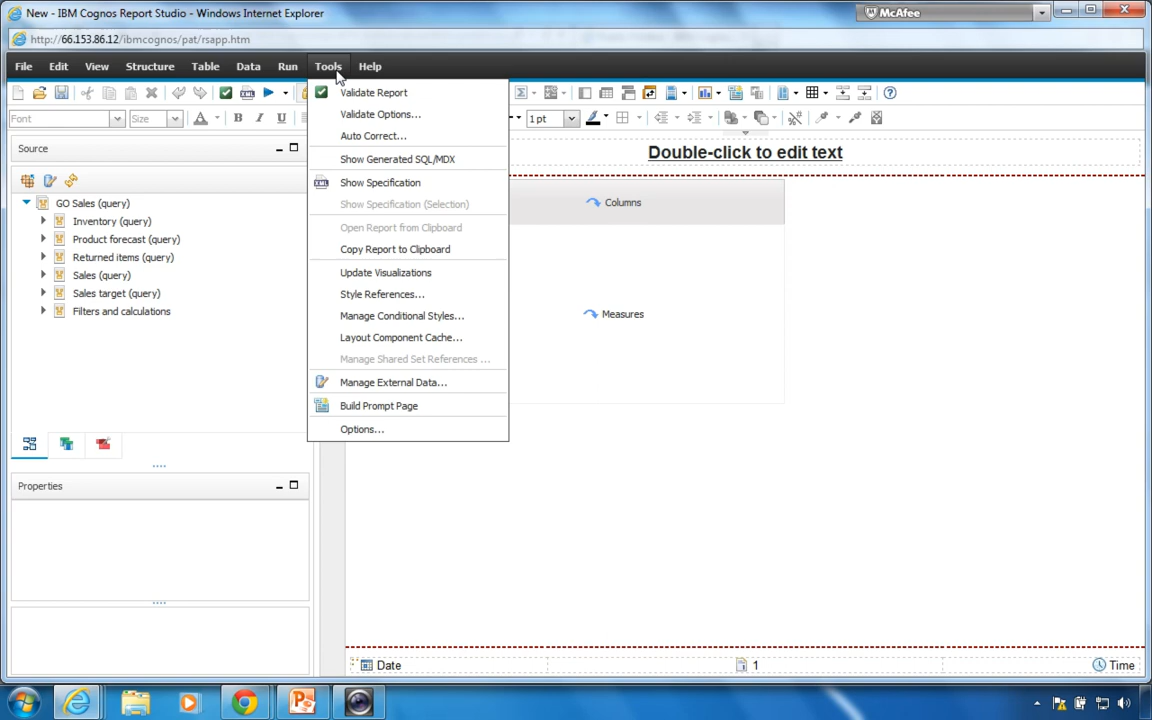 New - IBM Cognos Report Studio - Windows Internet Explorer
McAfee
http://66.153.86.12/ibmcognos/pat/rsapp.htm
File Edit View Structure Table Data Run Tools Help
Font Size 1 pt
Validate Report
Validate Options...
Auto Correct...
Show Generated SQL/MDX
Show Specification
Show Specification (Selection)
Open Report from Clipboard
Copy Report to Clipboard
Update Visualizations
Style References...
Manage Conditional Styles...
Layout Component Cache...
Manage Shared Set References ...
Manage External Data...
Build Prompt Page
Options...
Source
GO Sales (query)
Inventory (query)
Product forecast (query)
Returned items (query)
Sales (query)
Sales target (query)
Filters and calculations
Properties
Double-click to edit text
Columns
Measures
Date 1 Time